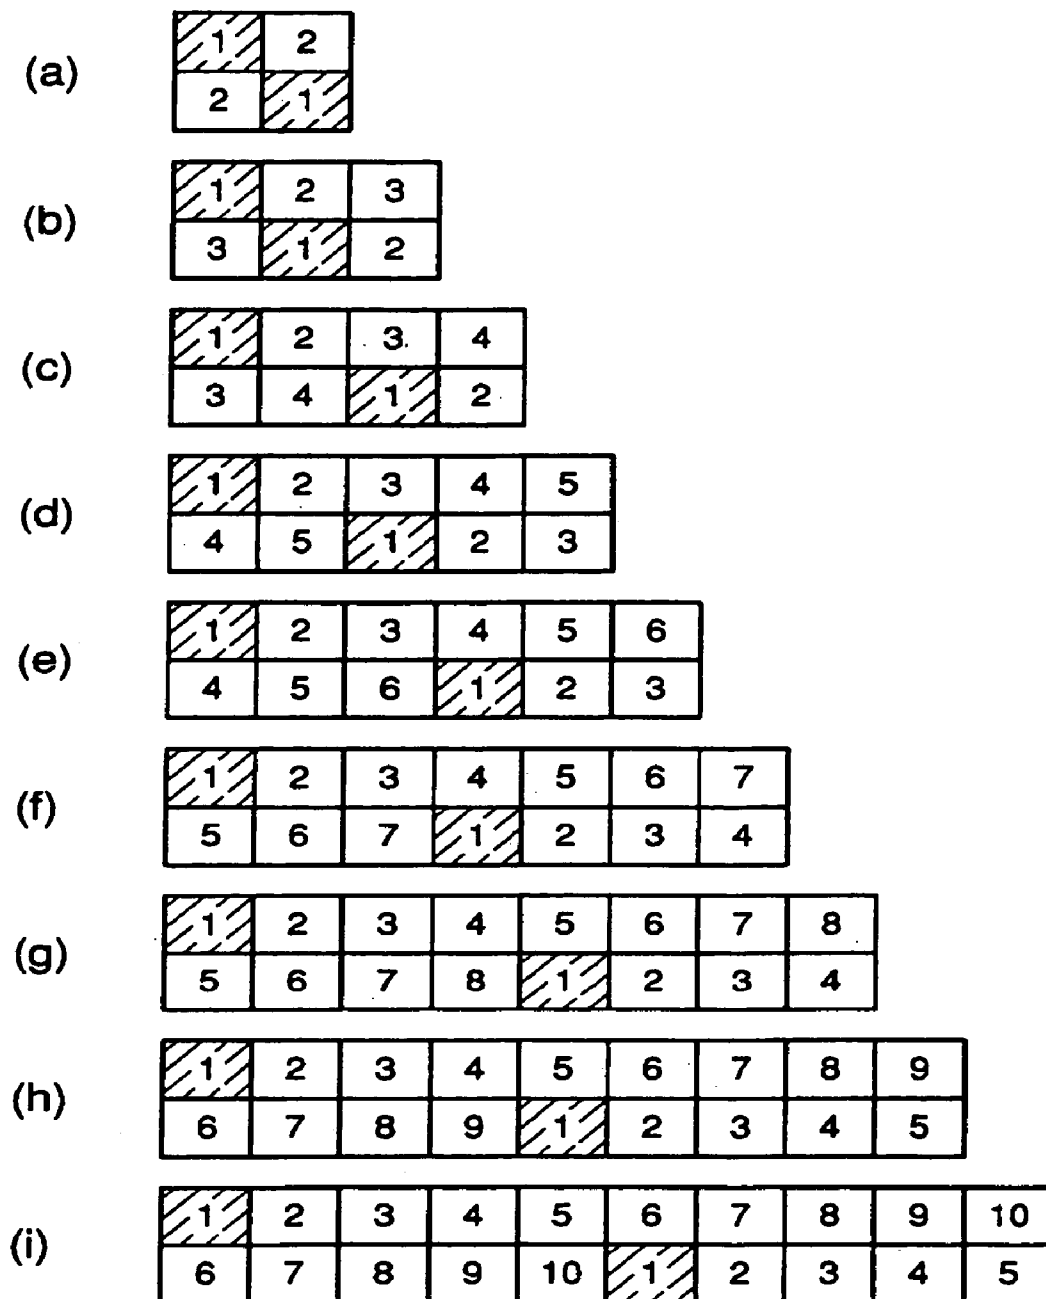 (a)
1 2
2 1
(b)
1 2 3
3 1 2
(c)
1 2 3 4
3 4 1 2
(d)
1 2 3 4 5
4 5 1 2 3
(e)
1 2 3 4 5 6
4 5 6 1 2 3
(f)
1 2 3 4 5 6 7
5 6 7 1 2 3 4
(g)
1 2 3 4 5 6 7 8
5 6 7 8 1 2 3 4
(h)
1 2 3 4 5 6 7 8 9
6 7 8 9 1 2 3 4 5
(i)
1 2 3 4 5 6 7 8 9 10
6 7 8 9 10 1 2 3 4 5